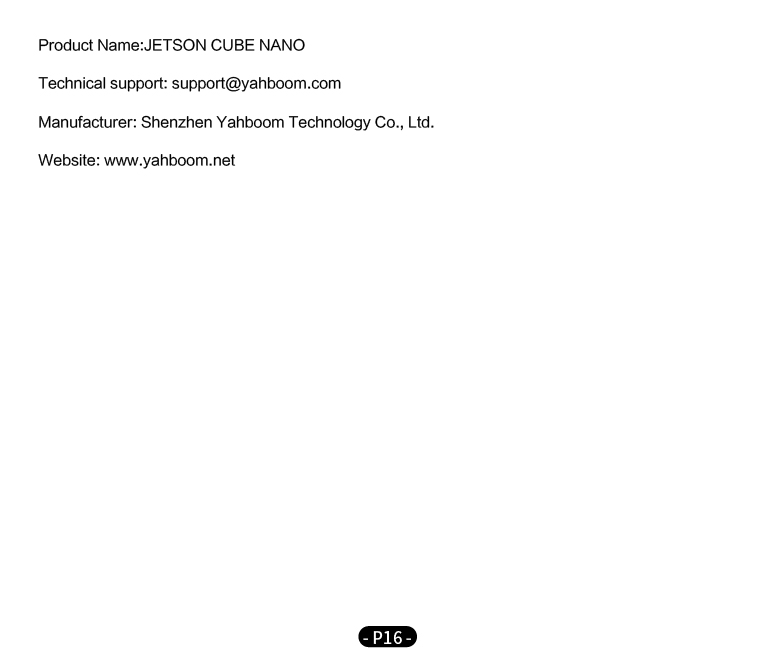 Product Name:JETSON CUBE NANO
Technical support: support@yahboom.com
Manufacturer: Shenzhen Yahboom Technology Co., Ltd.
Website: www.yahboom.net
- P16 -